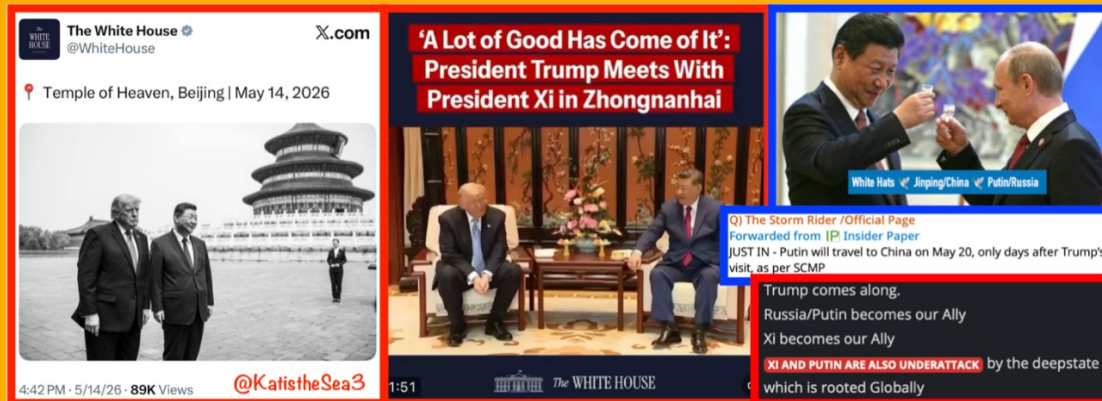 The White House
@WhiteHouse
X.com
THE WHITE HOUSE
📍 Temple of Heaven, Beijing | May 14, 2026
4:42 PM · 5/14/26 · 89K Views
@KatistheSea3
‘A Lot of Good Has Come of It’:
President Trump Meets With
President Xi in Zhongnanhai
1:51
The WHITE HOUSE
White Hats 🕊 Jinping/China 🕊 Putin/Russia
Q) The Storm Rider /Official Page
Forwarded from IP Insider Paper
JUST IN - Putin will travel to China on May 20, only days after Trump's
visit, as per SCMP
Trump comes along.
Russia/Putin becomes our Ally
Xi becomes our Ally
XI AND PUTIN ARE ALSO UNDERATTACK by the deepstate
which is rooted Globally